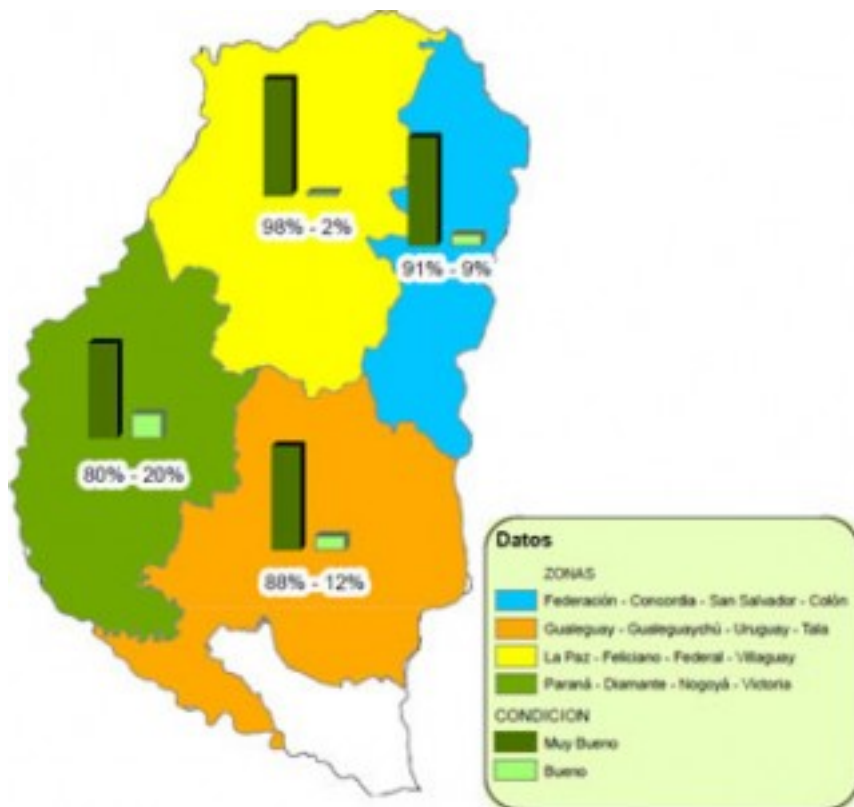 98% - 2%
91% - 9%
80% - 20%
88% - 12%
Datos
ZONAS
Federación - Concordia - San Salvador - Colón
Gualeguay - Gualeguaychú - Uruguay - Tala
La Paz - Feliciano - Federal - Villaguay
Paraná - Diamante - Nogoyá - Victoria
CONDICION
Muy Bueno
Bueno